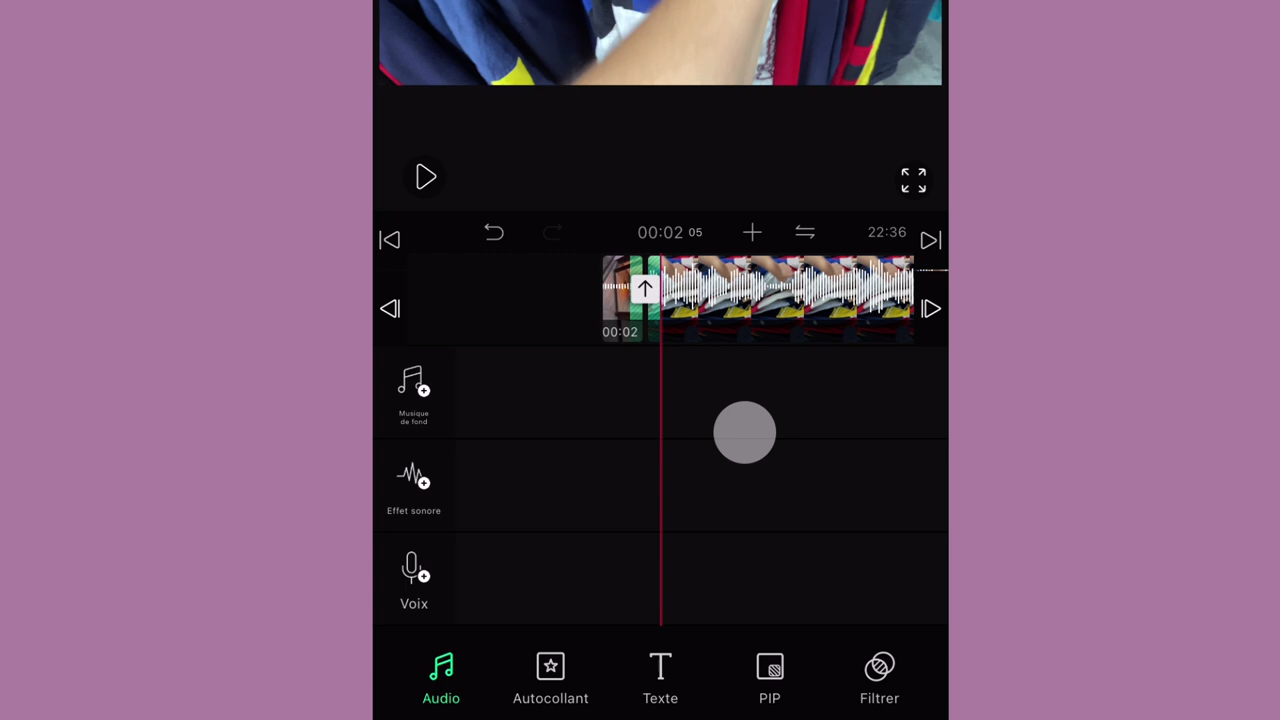 00:02 05
22:36
00:02
Musique
de fond
Effet sonore
Voix
Audio
Autocollant
Texte
PIP
Filtrer